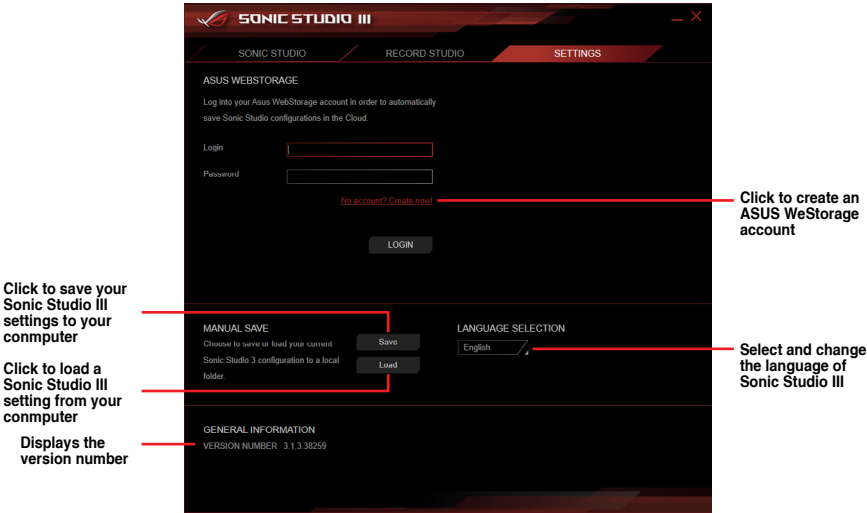 SONIC STUDIO III
SONIC STUDIO
RECORD STUDIO
SETTINGS
ASUS WEBSTORAGE
Log into your Asus WebStorage account in order to automatically
save Sonic Studio configurations in the Cloud.
Login
Password
No account? Create now!
LOGIN
Click to create an
ASUS WeStorage
account
Click to save your
Sonic Studio III
settings to your
conmputer
Click to load a
Sonic Studio III
setting from your
conmputer
MANUAL SAVE
Choose to save or load your current
Sonic Studio 3 configuration to a local
folder.
Save
Load
LANGUAGE SELECTION
English
Select and change
the language of
Sonic Studio III
Displays the
version number
GENERAL INFORMATION
VERSION NUMBER 3.1.3.38259